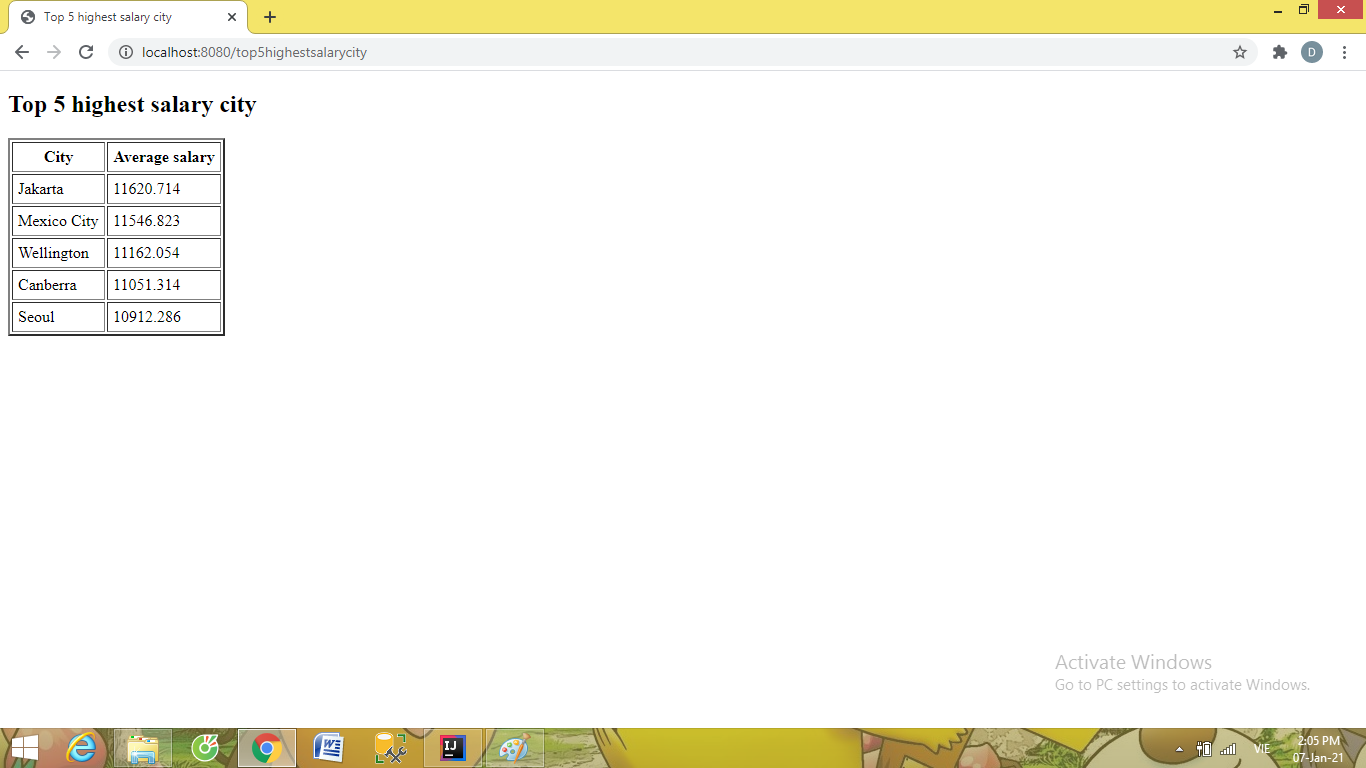 Top 5 highest salary city
localhost:8080/top5highestsalarycity
D
Top 5 highest salary city
City Average salary
Jakarta 11620.714
Mexico City 11546.823
Wellington 11162.054
Canberra 11051.314
Seoul 10912.286
Activate Windows
Go to PC settings to activate Windows.
VIE
2:05 PM
07-Jan-21